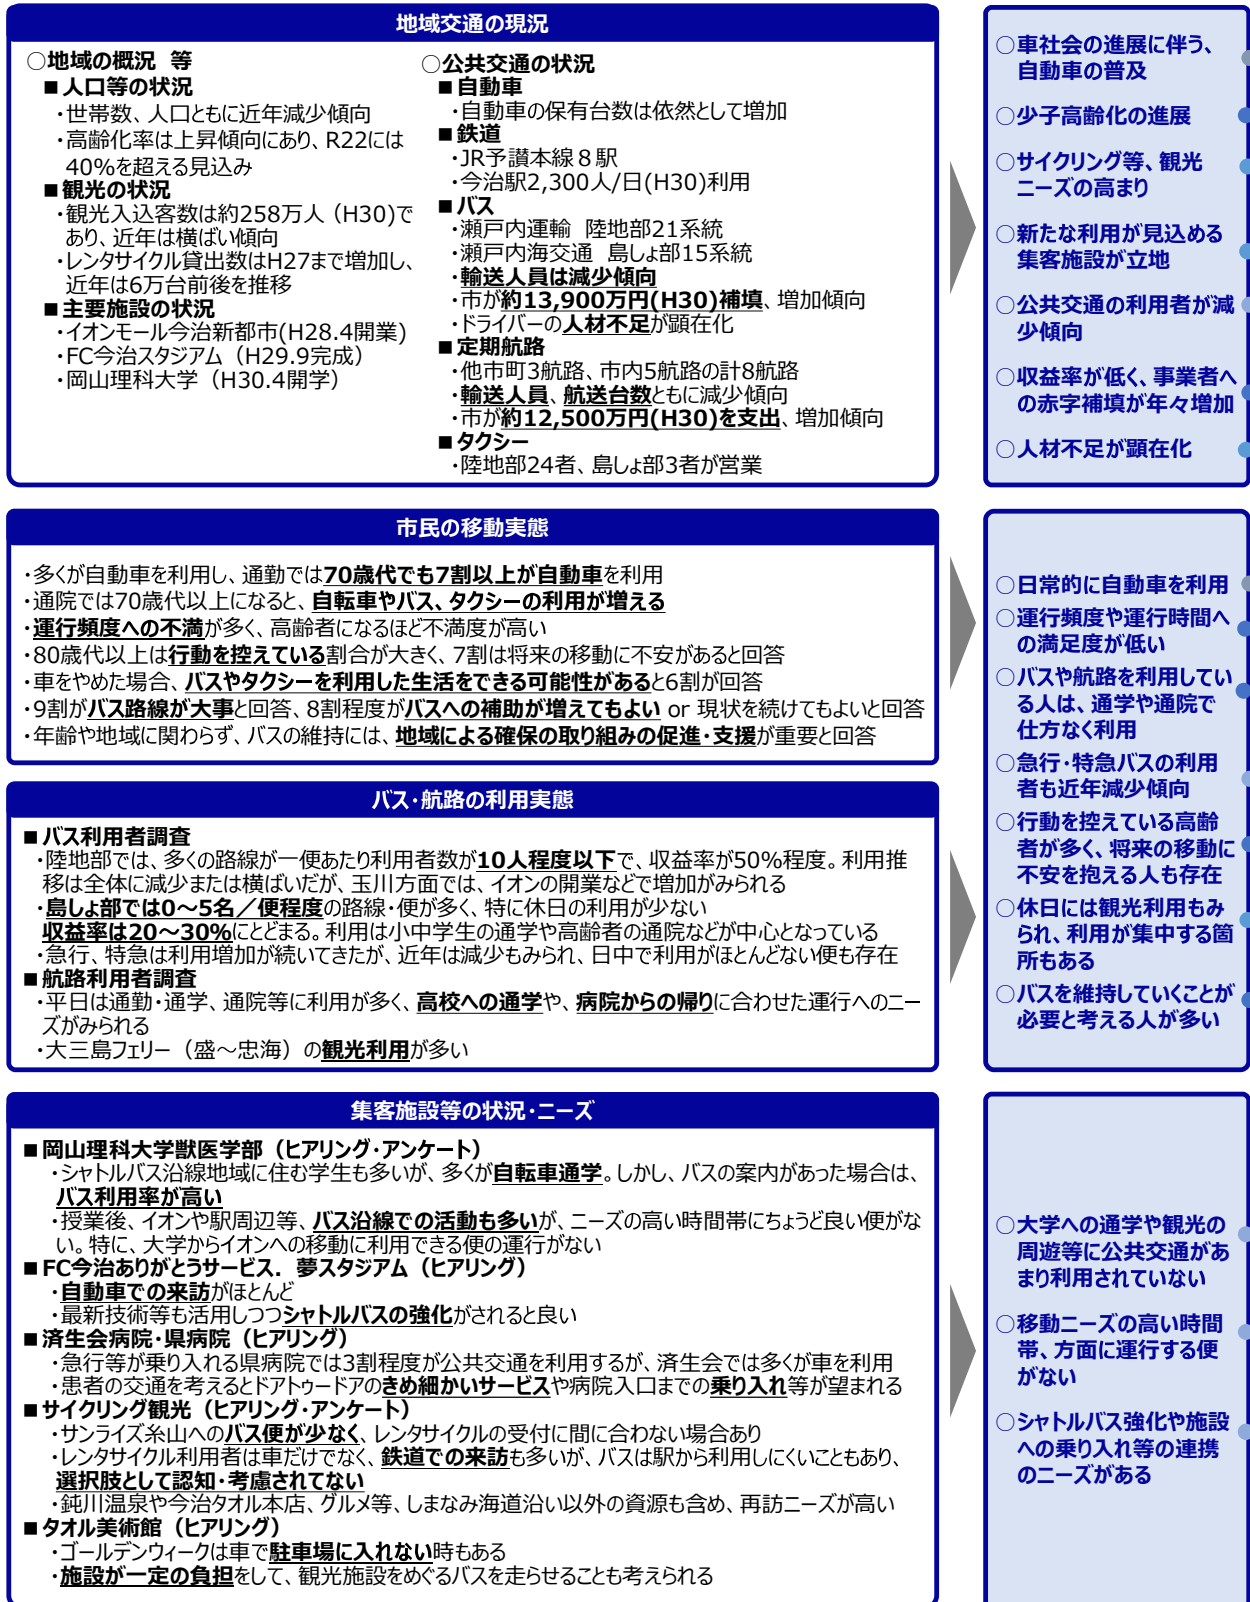 地域交通の現況
○地域の概況 等
■人口等の状況
・世帯数、人口ともに近年減少傾向
・高齢化率は上昇傾向にあり、R22には
40%を超える見込み
■観光の状況
・観光入込客数は約258万人（H30)で
あり、近年は横ばい傾向
・レンタサイクル貸出数はH27まで増加し、
近年は6万台前後を推移
■主要施設の状況
・イオンモール今治新都市(H28.4開業)
・FC今治スタジアム（H29.9完成）
・岡山理科大学（H30.4開学）
○公共交通の状況
■自動車
・自動車の保有台数は依然として増加
■鉄道
・JR予讃本線８駅
・今治駅2,300人/日(H30)利用
■バス
・瀬戸内運輸 陸地部21系統
・瀬戸内海交通 島しょ部15系統
・輸送人員は減少傾向
・市が約13,900万円(H30)補填、増加傾向
・ドライバーの人材不足が顕在化
■定期航路
・他市町3航路、市内5航路の計8航路
・輸送人員、航送台数ともに減少傾向
・市が約12,500万円(H30)を支出、増加傾向
■タクシー
・陸地部24者、島しょ部3者が営業
○車社会の進展に伴う、
自動車の普及
○少子高齢化の進展
○サイクリング等、観光
ニーズの高まり
○新たな利用が見込める
集客施設が立地
○公共交通の利用者が減
少傾向
○収益率が低く、事業者へ
の赤字補填が年々増加
○人材不足が顕在化
市民の移動実態
・多くが自動車を利用し、通勤では70歳代でも7割以上が自動車を利用
・通院では70歳代以上になると、自転車やバス、タクシーの利用が増える
・運行頻度への不満が多く、高齢者になるほど不満度が高い
・80歳代以上は行動を控えている割合が大きく、7割は将来の移動に不安があると回答
・車をやめた場合、バスやタクシーを利用した生活をできる可能性があると6割が回答
・9割がバス路線が大事と回答、8割程度がバスへの補助が増えてもよい or 現状を続けてもよいと回答
・年齢や地域に関わらず、バスの維持には、地域による確保の取り組みの促進・支援が重要と回答
バス・航路の利用実態
■バス利用者調査
・陸地部では、多くの路線が一便あたり利用者数が10人程度以下で、収益率が50%程度。利用推
移は全体に減少または横ばいだが、玉川方面では、イオンの開業などで増加がみられる
・島しょ部では0～5名／便程度の路線・便が多く、特に休日の利用が少ない
収益率は20～30%にとどまる。利用は小中学生の通学や高齢者の通院などが中心となっている
・急行、特急は利用増加が続いてきたが、近年は減少もみられ、日中で利用がほとんどない便も存在
■航路利用者調査
・平日は通勤・通学、通院等に利用が多く、高校への通学や、病院からの帰りに合わせた運行へのニー
ズがみられる
・大三島フェリー（盛～忠海）の観光利用が多い
○日常的に自動車を利用
○運行頻度や運行時間へ
の満足度が低い
○バスや航路を利用してい
る人は、通学や通院で
仕方なく利用
○急行・特急バスの利用
者も近年減少傾向
○行動を控えている高齢
者が多く、将来の移動に
不安を抱える人も存在
○休日には観光利用もみ
られ、利用が集中する箇
所もある
○バスを維持していくことが
必要と考える人が多い
集客施設等の状況・ニーズ
■岡山理科大学獣医学部（ヒアリング・アンケート）
・シャトルバス沿線地域に住む学生も多いが、多くが自転車通学。しかし、バスの案内があった場合は、
バス利用率が高い
・授業後、イオンや駅周辺等、バス沿線での活動も多いが、ニーズの高い時間帯にちょうど良い便がな
い。特に、大学からイオンへの移動に利用できる便の運行がない
■FC今治ありがとうサービス．夢スタジアム（ヒアリング）
・自動車での来訪がほとんど
・最新技術等も活用しつつシャトルバスの強化がされると良い
■済生会病院・県病院（ヒアリング）
・急行等が乗り入れる県病院では3割程度が公共交通を利用するが、済生会では多くが車を利用
・患者の交通を考えるとドアトゥードアのきめ細かいサービスや病院入口までの乗り入れ等が望まれる
■サイクリング観光（ヒアリング・アンケート）
・サンライズ糸山へのバス便が少なく、レンタサイクルの受付に間に合わない場合あり
・レンタサイクル利用者は車だけでなく、鉄道での来訪も多いが、バスは駅から利用しにくいこともあり、
選択肢として認知・考慮されてない
・鈍川温泉や今治タオル本店、グルメ等、しまなみ海道沿い以外の資源も含め、再訪ニーズが高い
■タオル美術館（ヒアリング）
・ゴールデンウィークは車で駐車場に入れない時もある
・施設が一定の負担をして、観光施設をめぐるバスを走らせることも考えられる
○大学への通学や観光の
周遊等に公共交通があ
まり利用されていない
○移動ニーズの高い時間
帯、方面に運行する便
がない
○シャトルバス強化や施設
への乗り入れ等の連携
のニーズがある